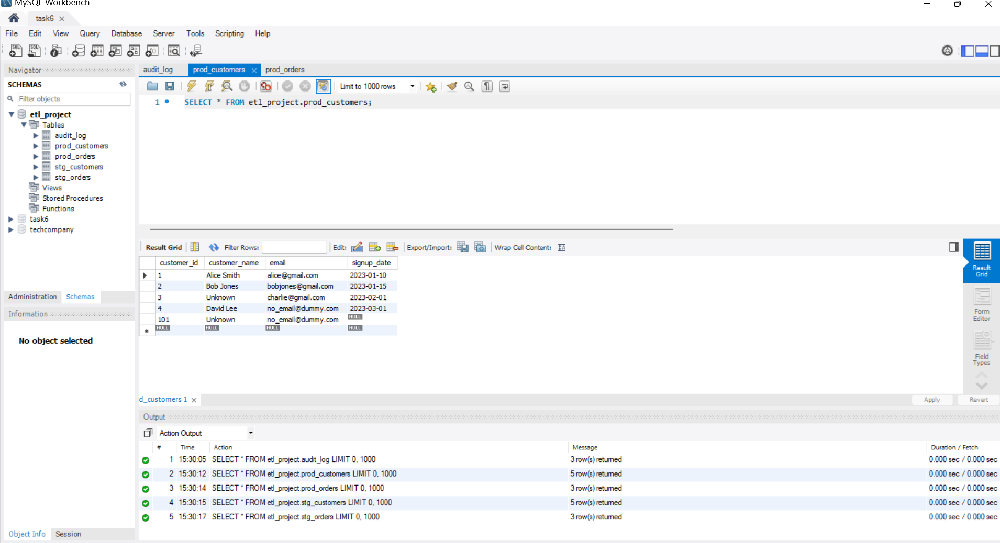 MySQL Workbench
task6
File Edit View Query Database Server Tools Scripting Help
Navigator
SCHEMAS
Filter objects
etl_project
Tables
audit_log
prod_customers
prod_orders
stg_customers
stg_orders
Views
Stored Procedures
Functions
task6
techcompany
Administration Schemas
Information
No object selected
Object Info Session
audit_log prod_customers prod_orders
Limit to 1000 rows
1 SELECT * FROM etl_project.prod_customers;
Result Grid Filter Rows: Edit: Export/Import: Wrap Cell Content:
customer_id customer_name email signup_date
1 Alice Smith alice@gmail.com 2023-01-10
2 Bob Jones bobjones@gmail.com 2023-01-15
3 Unknown charlie@gmail.com 2023-02-01
4 David Lee no_email@dummy.com 2023-03-01
101 Unknown no_email@dummy.com NULL
NULL NULL NULL NULL
Result
Grid
Form
Editor
Field
Types
d_customers 1
Apply Revert
Output
Action Output
# Time Action Message Duration / Fetch
1 15:30:05 SELECT * FROM etl_project.audit_log LIMIT 0, 1000 3 row(s) returned 0.000 sec / 0.000 sec
2 15:30:12 SELECT * FROM etl_project.prod_customers LIMIT 0, 1000 5 row(s) returned 0.000 sec / 0.000 sec
3 15:30:14 SELECT * FROM etl_project.prod_orders LIMIT 0, 1000 3 row(s) returned 0.000 sec / 0.000 sec
4 15:30:15 SELECT * FROM etl_project.stg_customers LIMIT 0, 1000 5 row(s) returned 0.000 sec / 0.000 sec
5 15:30:17 SELECT * FROM etl_project.stg_orders LIMIT 0, 1000 3 row(s) returned 0.000 sec / 0.000 sec